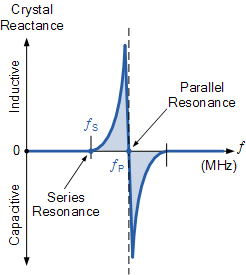 Crystal
Reactance
Inductive
Parallel
Resonance
fS
0
fP
f
(MHz)
Series
Resonance
Capacitive